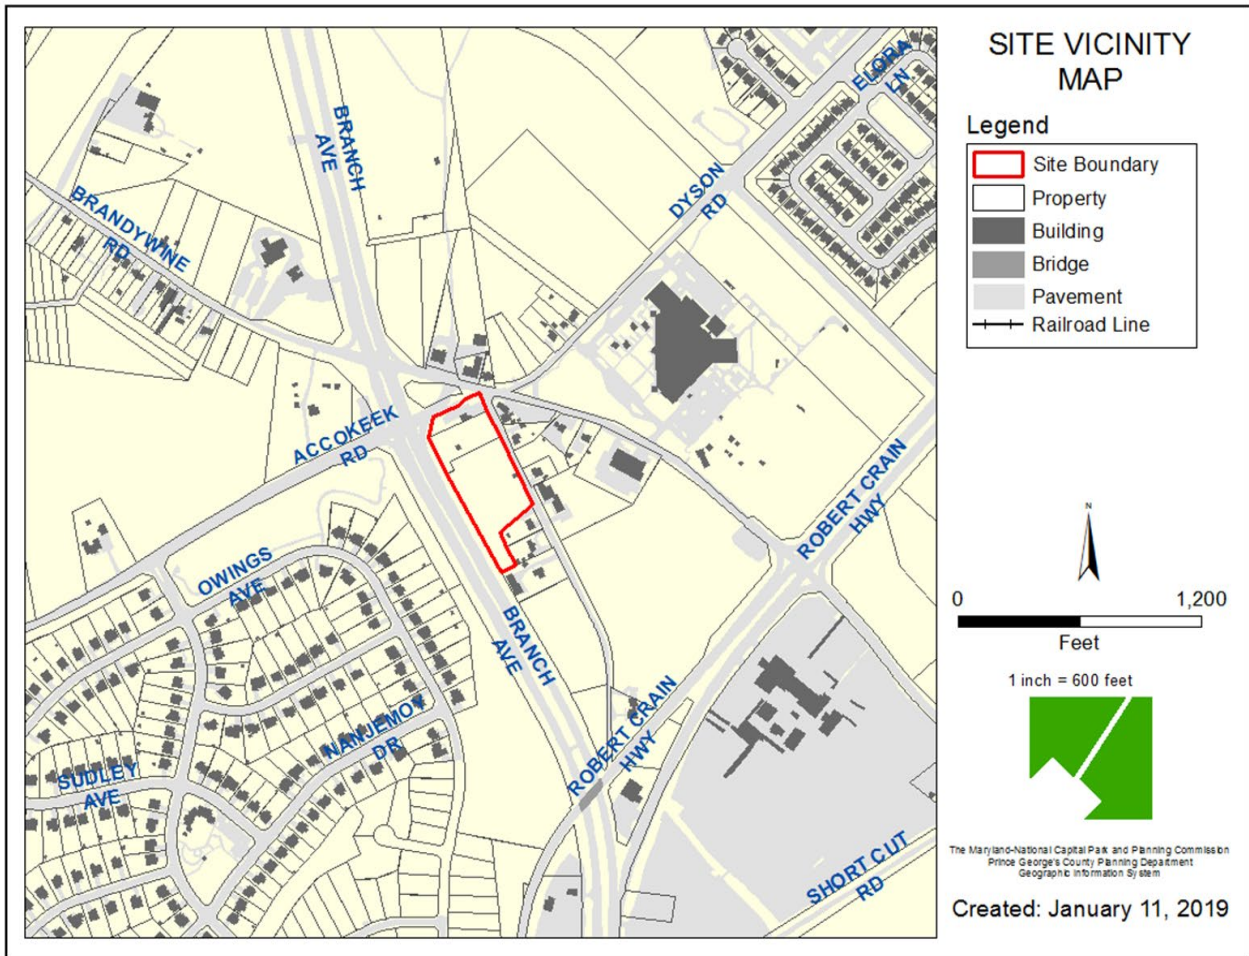 BRANCH
AVE
ELORA
LN
BRANDYWINE
RD
DYSON
RD
ACCOKEEK
RD
ROBERT CRAIN
HWY
OWINGS
AVE
BRANCH
AVE
NANJEMOY
DR
ROBERT CRAIN
HWY
SUDLEY
AVE
SHORT CUT
RD
SITE VICINITY
MAP
Legend
Site Boundary
Property
Building
Bridge
Pavement
Railroad Line
N
0 1,200
Feet
1 inch = 600 feet
The Maryland-National Capital Park and Planning Commission
Prince George's County Planning Department
Geographic Information System
Created: January 11, 2019